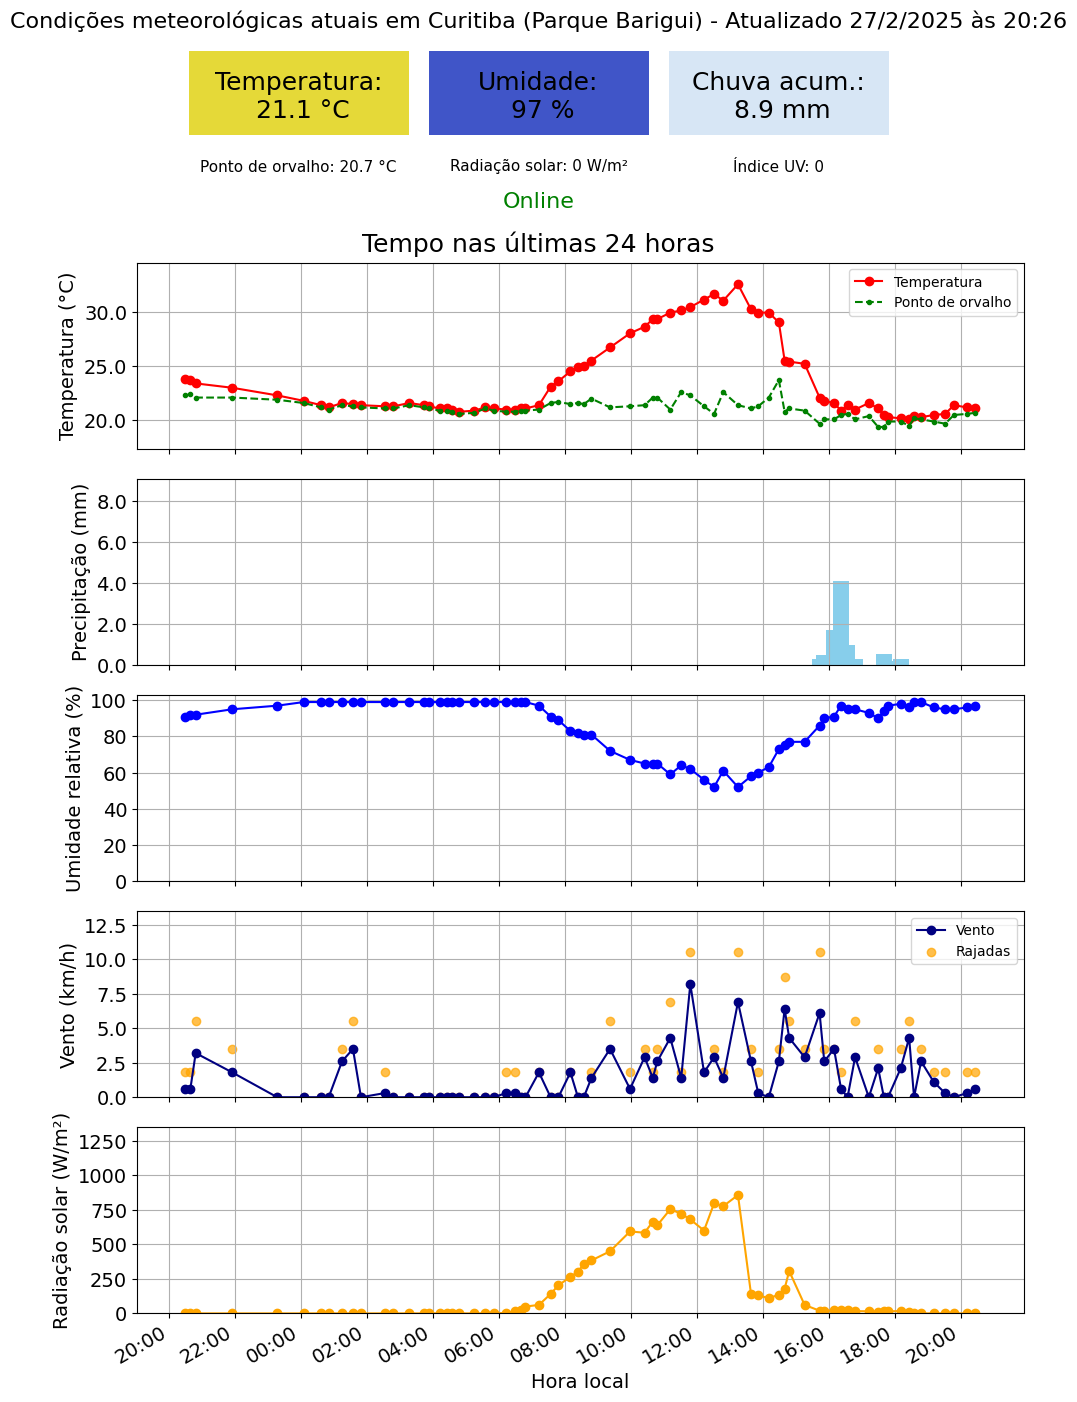 Condições meteorológicas atuais em Curitiba (Parque Barigui) - Atualizado 27/2/2025 às 20:26
Temperatura:
21.1 °C
Umidade:
97 %
Chuva acum.:
8.9 mm
Ponto de orvalho: 20.7 °C
Radiação solar: 0 W/m²
Índice UV: 0
Online
Tempo nas últimas 24 horas
Temperatura (°C)
30.0
25.0
20.0
Temperatura
Ponto de orvalho
Precipitação (mm)
8.0
6.0
4.0
2.0
0.0
Umidade relativa (%)
100
80
60
40
20
0
Vento (km/h)
12.5
10.0
7.5
5.0
2.5
0.0
Vento
Rajadas
Radiação solar (W/m²)
1250
1000
750
500
250
0
20:00
22:00
00:00
02:00
04:00
06:00
08:00
10:00
12:00
14:00
16:00
18:00
20:00
Hora local